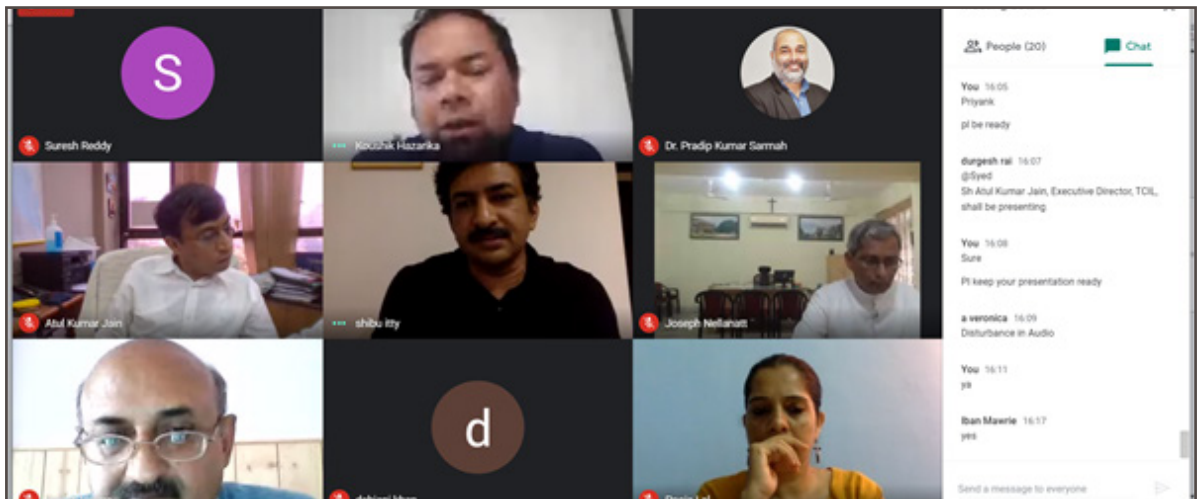 People (20)
Chat
S
Suresh Reddy
Koushik Hazarika
Dr. Pradip Kumar Sarmah
Atul Kumar Jain
shibu itty
Joseph Nellanatt
d
You 16:05
Priyank
pl be ready
durgesh rai 16:07
@Syed
Sh Atul Kumar Jain, Executive Director, TCIL,
shall be presenting
You 16:08
Sure
Pl keep your presentation ready
a veronica 16:09
Disturbance in Audio
You 16:11
ya
Iban Mawrie 16:17
yes
Send a message to everyone